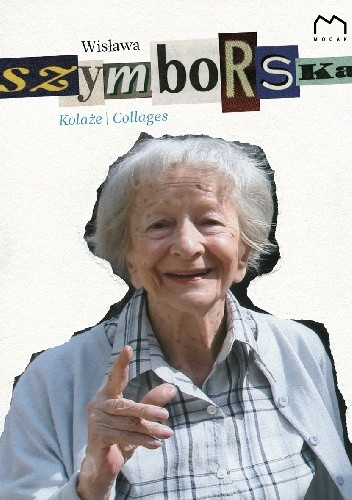 MOCAK
Wisława
szymboRSKa
Kolaże | Collages